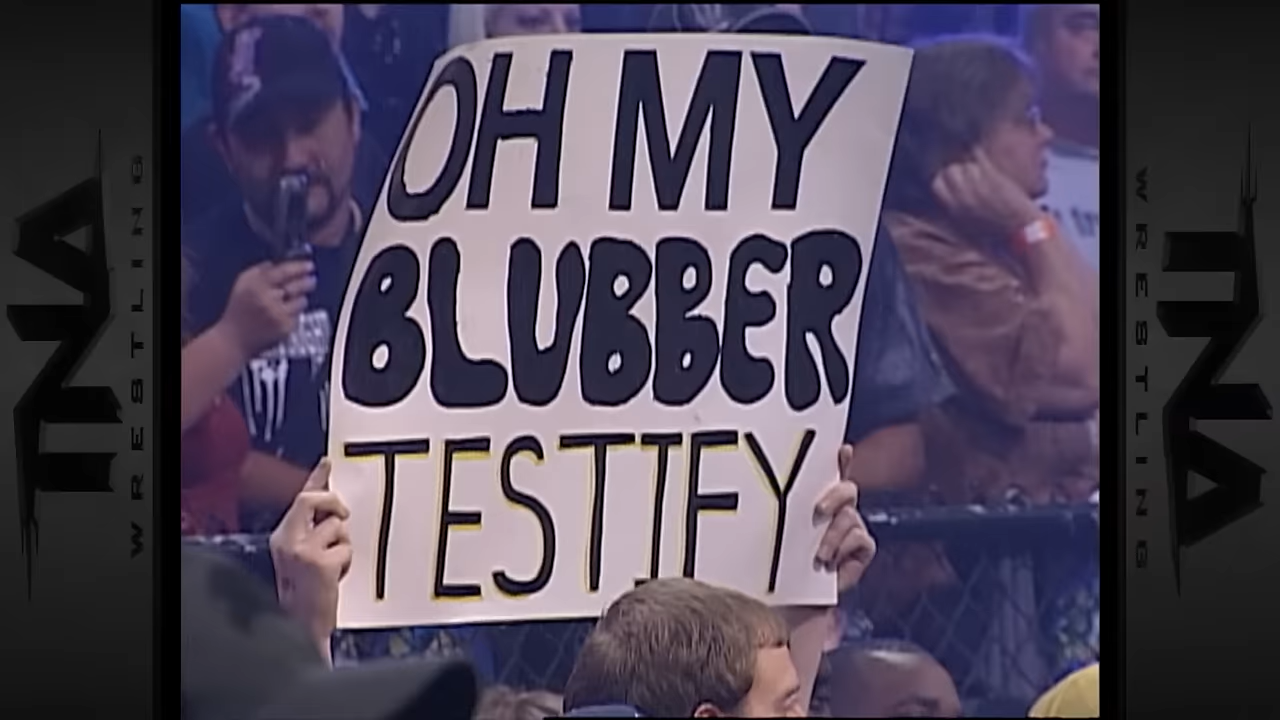 OH MY
BLUBBER
TESTIFY
TNA
WRESTLING
TNA
WRESTLING